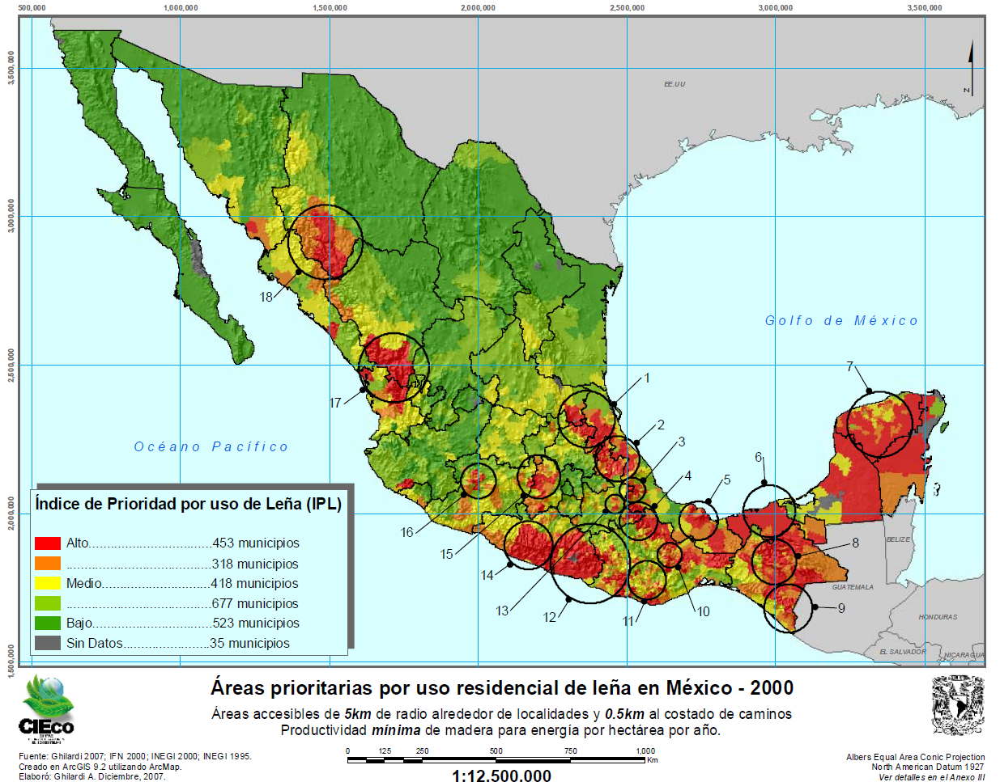 500,000 1,000,000 1,500,000 2,000,000 2,500,000 3,000,000 3,500,000
3,500,000
3,000,000
2,500,000
2,000,000
1,500,000
EE.UU
N
Golfo de México
Océano Pacífico
BELIZE
GUATEMALA
HONDURAS
EL SALVADOR
NICARAGUA
1
2
3
4
5
6
7
8
9
10
11
12
13
14
15
16
17
18
Índice de Prioridad por uso de Leña (IPL)
Alto......................................453 municipios
.......................................318 municipios
Medio.............................418 municipios
.......................................677 municipios
Bajo................................523 municipios
Sin Datos.......................35 municipios
CIEco
Áreas prioritarias por uso residencial de leña en México - 2000
Áreas accesibles de 5km de radio alrededor de localidades y 0.5km al costado de caminos
Productividad mínima de madera para energía por hectárea por año.
0 125 250 500 750 1,000
Km
1:12.500.000
Fuente: Ghilardi 2007; IFN 2000; INEGI 2000; INEGI 1995.
Creado en ArcGIS 9.2 utilizando ArcMap.
Elaboró: Ghilardi A. Diciembre, 2007.
Albers Equal Area Conic Projection
North American Datum 1927
Ver detalles en el Anexo III